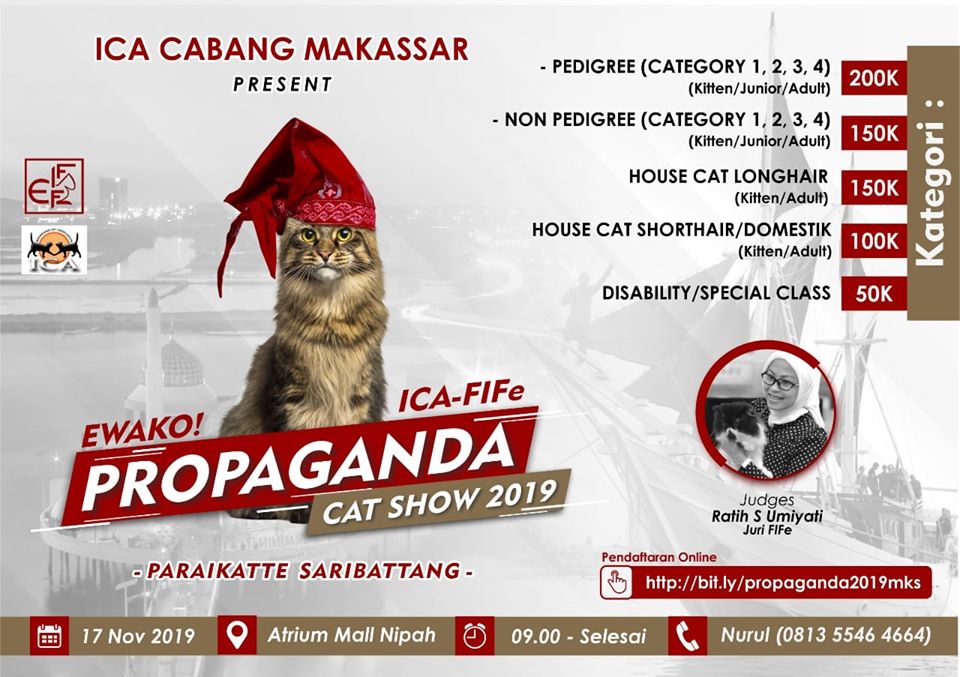 ICA CABANG MAKASSAR
PRESENT
FIFe
ICA
- PEDIGREE (CATEGORY 1, 2, 3, 4)
(Kitten/Junior/Adult)
200K
- NON PEDIGREE (CATEGORY 1, 2, 3, 4)
(Kitten/Junior/Adult)
150K
HOUSE CAT LONGHAIR
(Kitten/Adult)
150K
HOUSE CAT SHORTHAIR/DOMESTIK
(Kitten/Adult)
100K
DISABILITY/SPECIAL CLASS
50K
Kategori :
EWAKO!
ICA-FIFe
PROPAGANDA
CAT SHOW 2019
- PARAIKATTE SARIBATTANG -
Judges
Ratih S Umiyati
Juri FIFe
Pendaftaran Online
http://bit.ly/propaganda2019mks
17 Nov 2019
Atrium Mall Nipah
09.00 - Selesai
Nurul (0813 5546 4664)